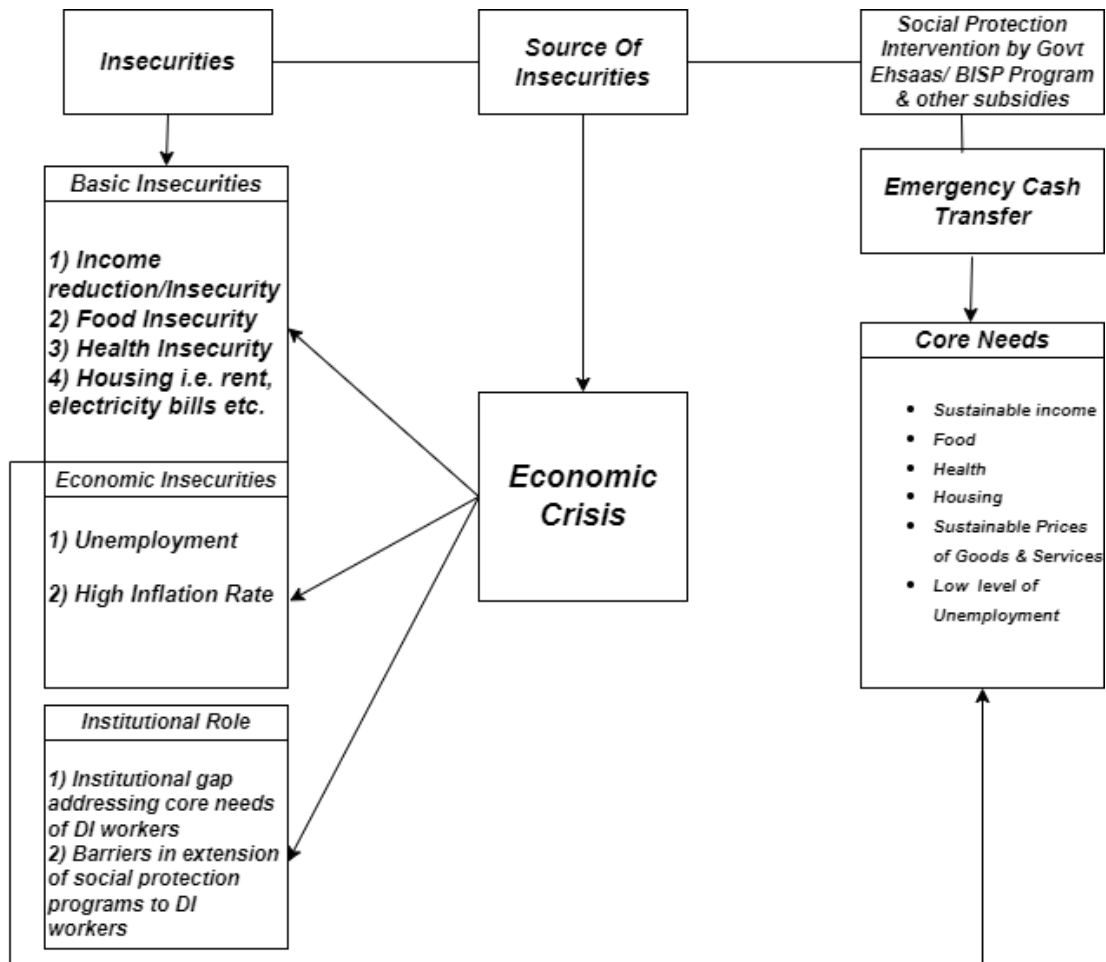 Insecurities
Source Of
Insecurities
Social Protection
Intervention by Govt
Ehsaas/ BISP Program
& other subsidies
Basic Insecurities
1) Income
reduction/Insecurity
2) Food Insecurity
3) Health Insecurity
4) Housing i.e. rent,
electricity bills etc.
Economic Insecurities
1) Unemployment
2) High Inflation Rate
Institutional Role
1) Institutional gap
addressing core needs
of DI workers
2) Barriers in extension
of social protection
programs to DI
workers
Economic
Crisis
Emergency Cash
Transfer
Core Needs
• Sustainable income
• Food
• Health
• Housing
• Sustainable Prices
of Goods & Services
• Low level of
Unemployment